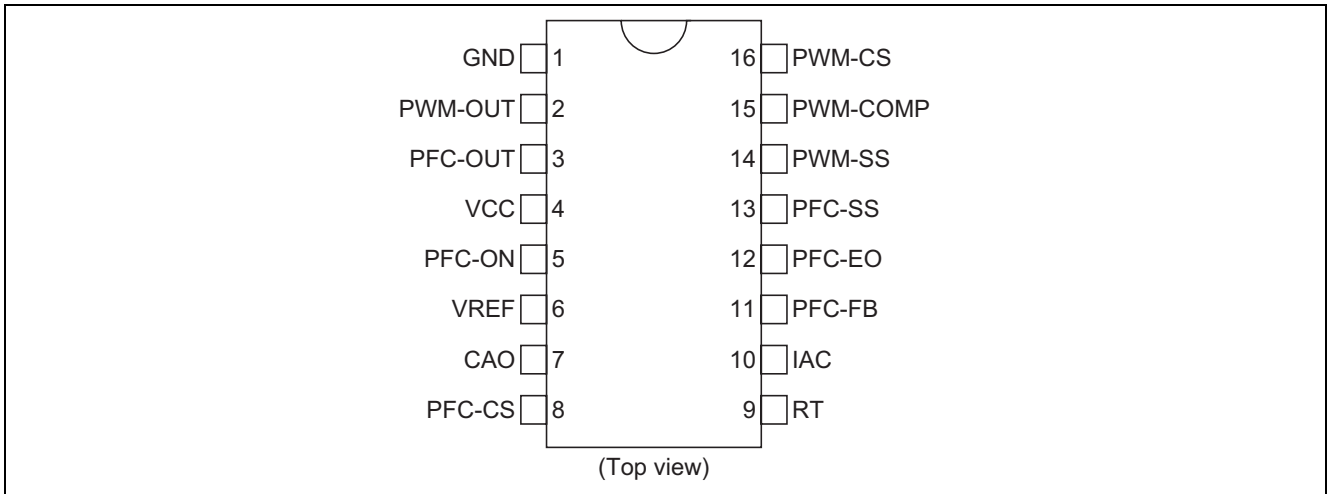 GND 1 16 PWM-CS
PWM-OUT 2 15 PWM-COMP
PFC-OUT 3 14 PWM-SS
VCC 4 13 PFC-SS
PFC-ON 5 12 PFC-EO
VREF 6 11 PFC-FB
CAO 7 10 IAC
PFC-CS 8 9 RT
(Top view)